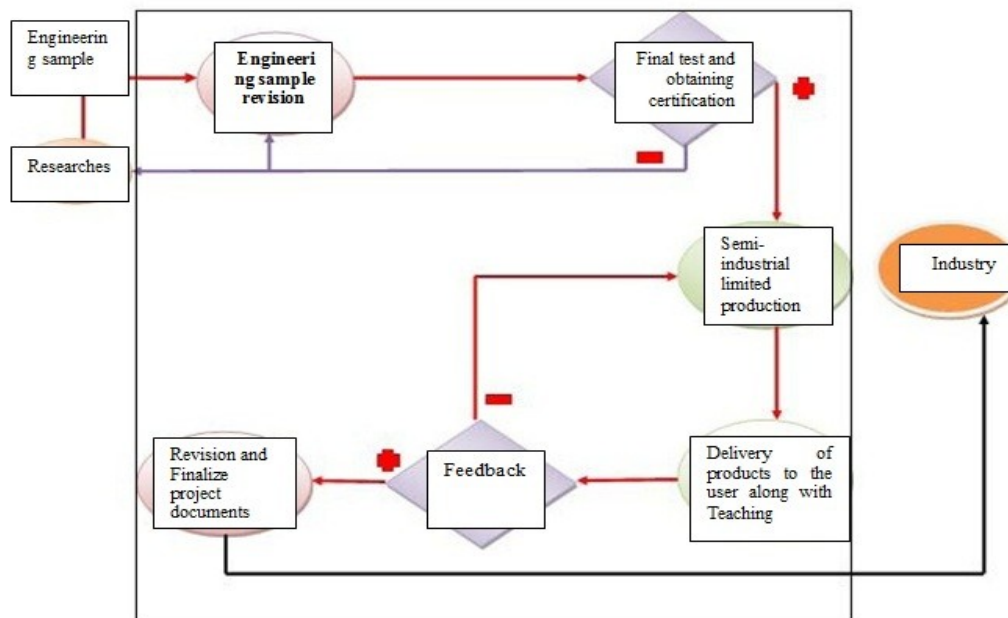 Engineerin
g sample
Engineeri
ng sample
revision
Final test and
obtaining
certification
Researches
Semi-
industrial
limited
production
Industry
Revision and
Finalize
project
documents
Feedback
Delivery of
products to the
user along with
Teaching